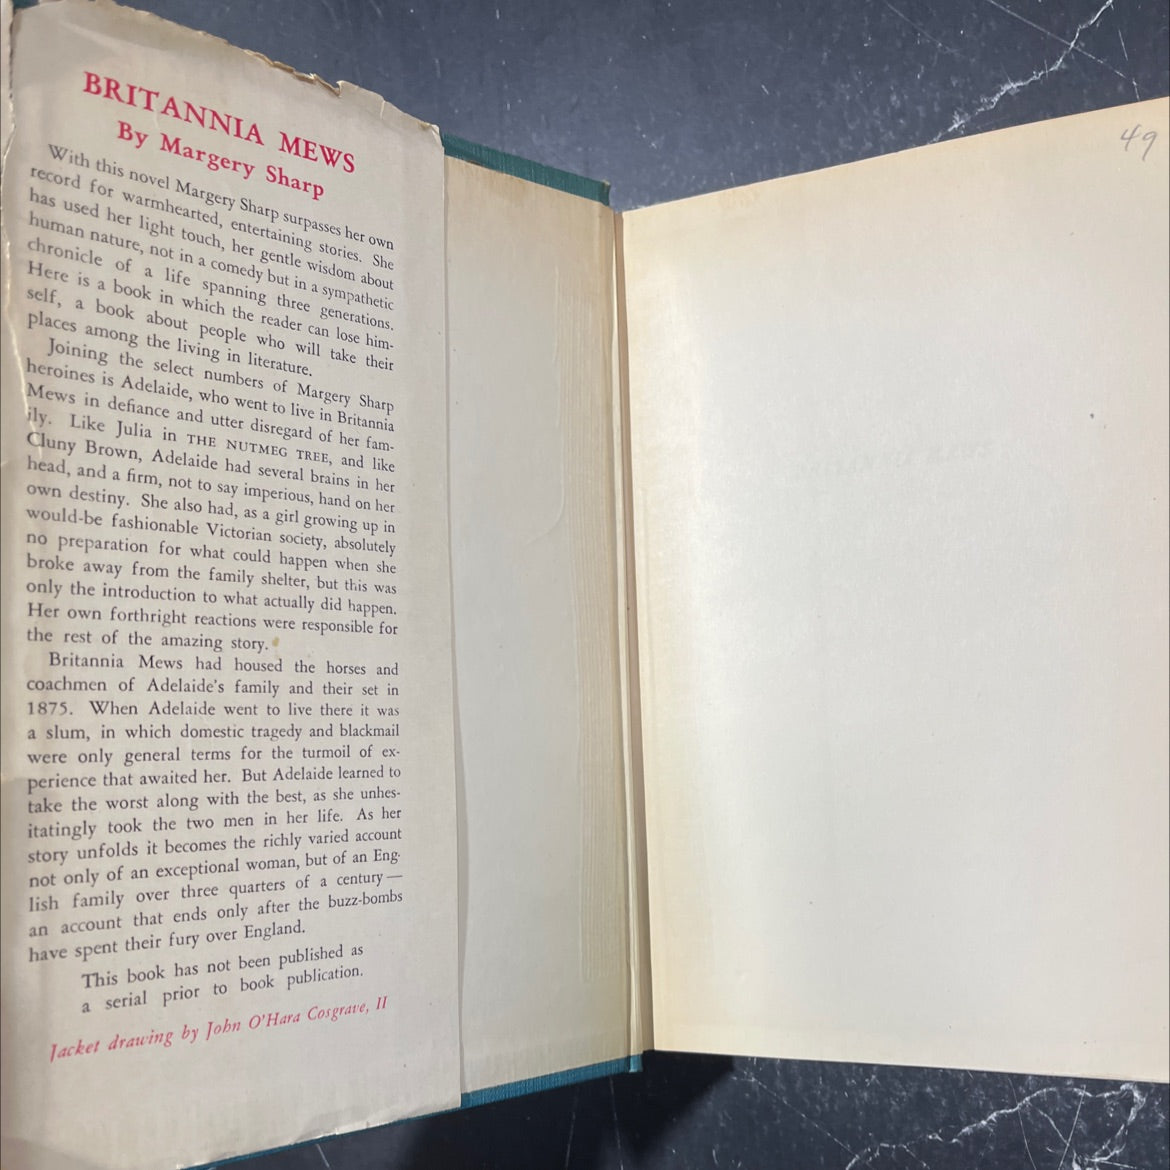 BRITANNIA MEWS
By Margery Sharp
With this novel Margery Sharp surpasses her own
record for warmhearted, entertaining stories. She
has used her light touch, her gentle wisdom about
human nature, not in a comedy but in a sympathetic
chronicle of a life spanning three generations.
Here is a book in which the reader can lose him-
self, a book about people who will take their
places among the living in literature.
Joining the select numbers of Margery Sharp
heroines is Adelaide, who went to live in Britannia
Mews in defiance and utter disregard of her fam-
ily. Like Julia in THE NUTMEG TREE, and like
Cluny Brown, Adelaide had several brains in her
head, and a firm, not to say imperious, hand on her
own destiny. She also had, as a girl growing up in
would-be fashionable Victorian society, absolutely
no preparation for what could happen when she
broke away from the family shelter, but this was
only the introduction to what actually did happen.
Her own forthright reactions were responsible for
the rest of the amazing story.
Britannia Mews had housed the horses and
coachmen of Adelaide's family and their set in
1875. When Adelaide went to live there it was
a slum, in which domestic tragedy and blackmail
were only general terms for the turmoil of ex-
perience that awaited her. But Adelaide learned to
take the worst along with the best, as she unhes-
itatingly took the two men in her life. As her
story unfolds it becomes the richly varied account
not only of an exceptional woman, but of an Eng-
lish family over three quarters of a century —
an account that ends only after the buzz-bombs
have spent their fury over England.
This book has not been published as
a serial prior to book publication.
Jacket drawing by John O'Hara Cosgrave, II
49